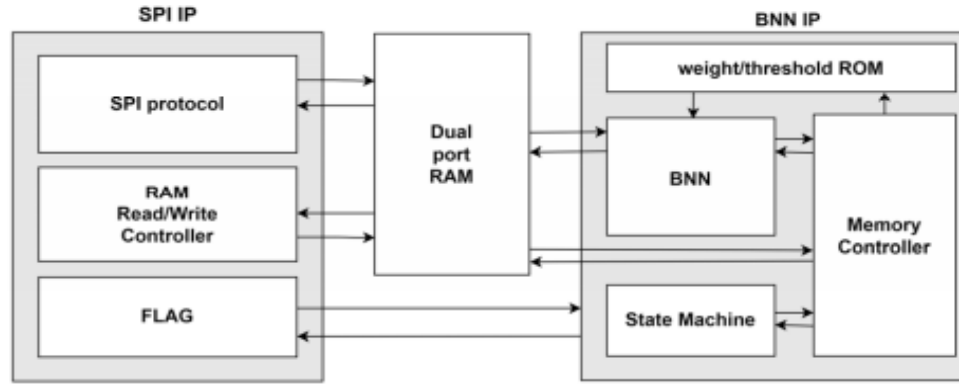 SPI IP
BNN IP
SPI protocol
RAM
Read/Write
Controller
FLAG
Dual
port
RAM
weight/threshold ROM
BNN
Memory
Controller
State Machine